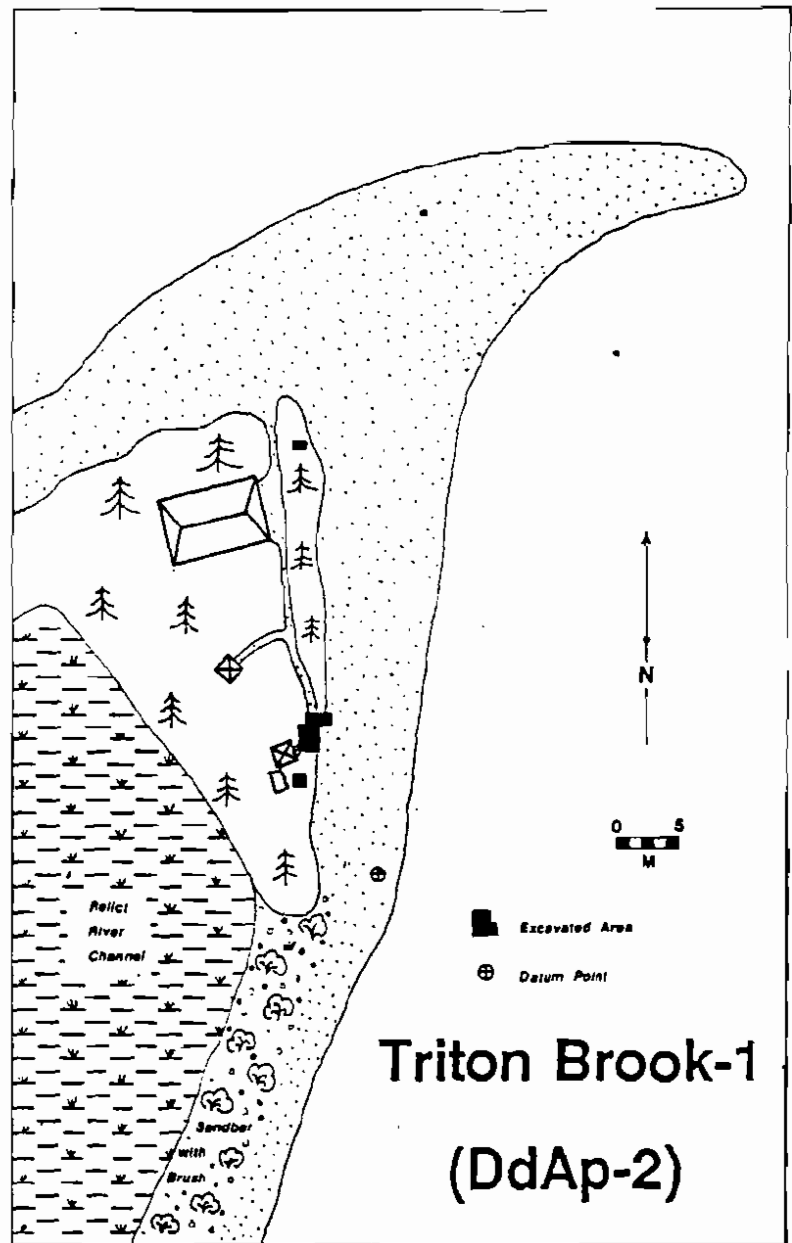 N
0 5
M
Relict
River
Channel
Excavated Area
Datum Point
Triton Brook-1
(DdAp-2)
Sandbar
with
Brush